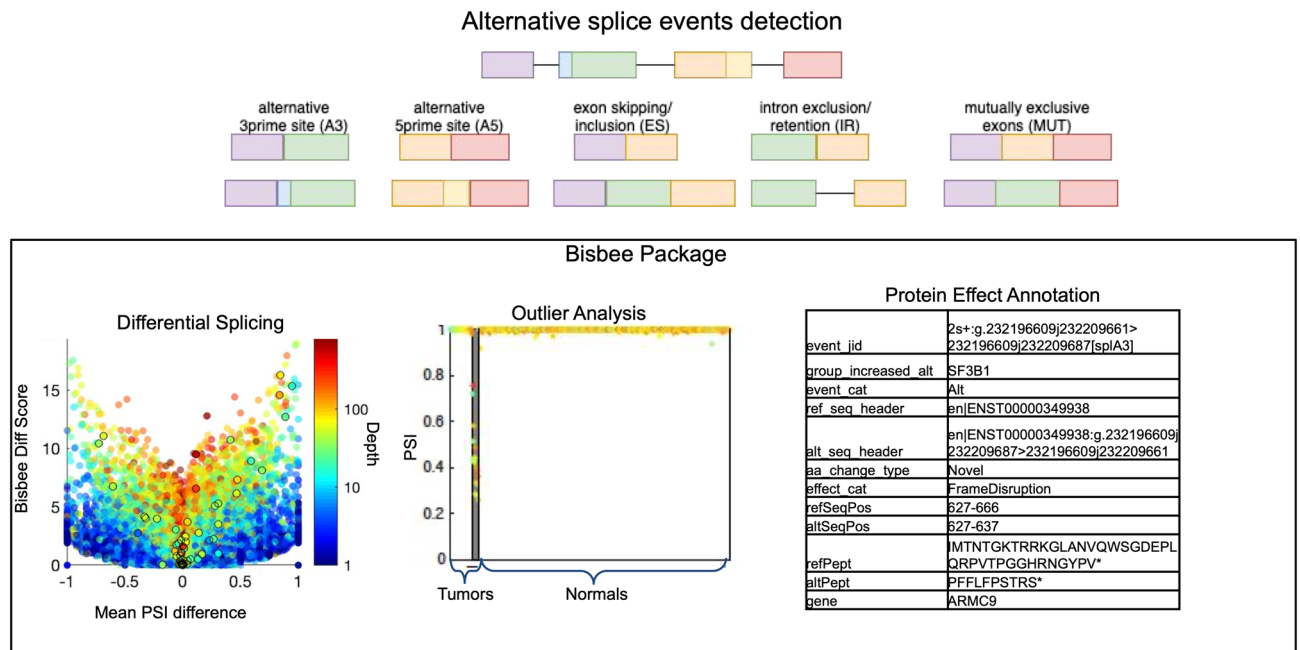 Alternative splice events detection
alternative
3prime site (A3)
alternative
5prime site (A5)
exon skipping/
inclusion (ES)
intron exclusion/
retention (IR)
mutually exclusive
exons (MUT)
Bisbee Package
Differential Splicing
Bisbee Diff Score
15
10
5
0
-1
-0.5
0
0.5
1
Mean PSI difference
100
10
1
Depth
Outlier Analysis
PSI
1
0.8
0.6
0.4
0.2
0
Tumors
Normals
Protein Effect Annotation
event_jid
2s+:g.232196609j232209661>
232196609j232209687[splA3]
group_increased_alt SF3B1
event_cat Alt
ref_seq_header en|ENST00000349938
alt_seq_header
en|ENST00000349938:g.232196609j
232209687>232196609j232209661
aa_change_type Novel
effect_cat FrameDisruption
refSeqPos 627-666
altSeqPos 627-637
refPept
IMTNTGKTRRKGLANVQWSGDEPL
QRPVTPGGHRNGYPV*
altPept PFFLFPSTRS*
gene ARMC9